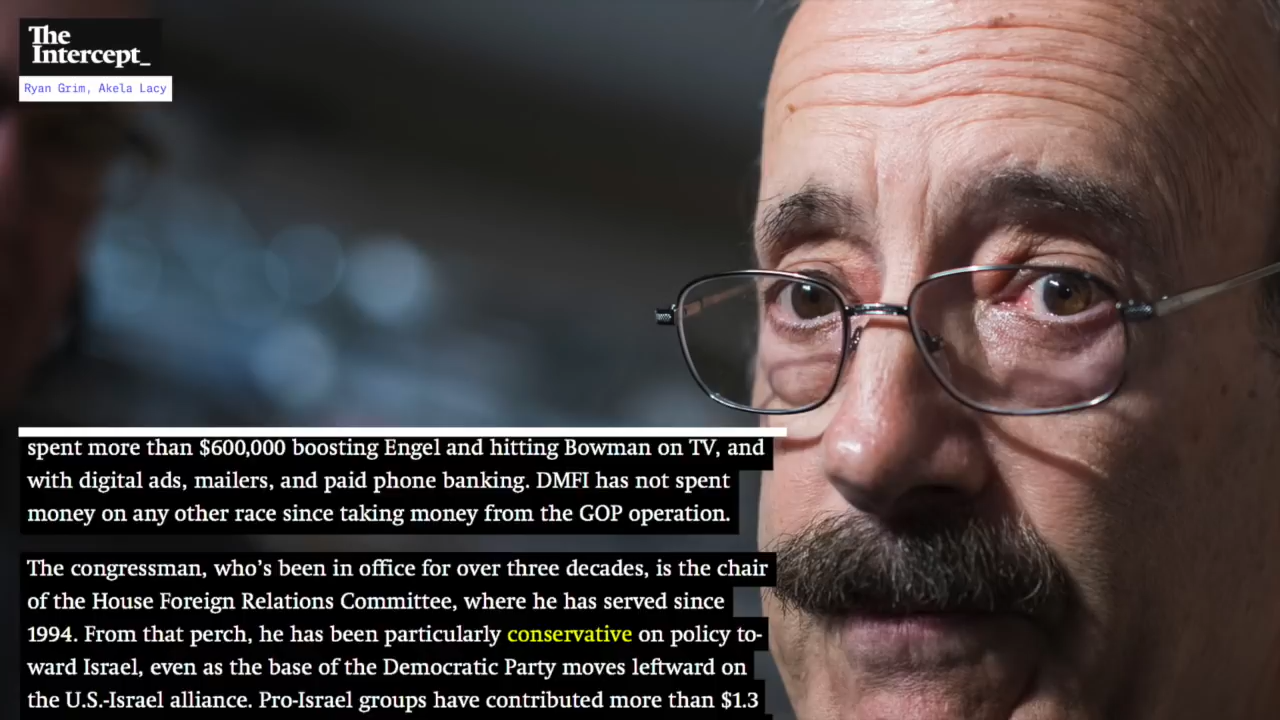 The
Intercept_
Ryan Grim, Akela Lacy
spent more than $600,000 boosting Engel and hitting Bowman on TV, and
with digital ads, mailers, and paid phone banking. DMFI has not spent
money on any other race since taking money from the GOP operation.
The congressman, who's been in office for over three decades, is the chair
of the House Foreign Relations Committee, where he has served since
1994. From that perch, he has been particularly conservative on policy to-
ward Israel, even as the base of the Democratic Party moves leftward on
the U.S.-Israel alliance. Pro-Israel groups have contributed more than $1.3